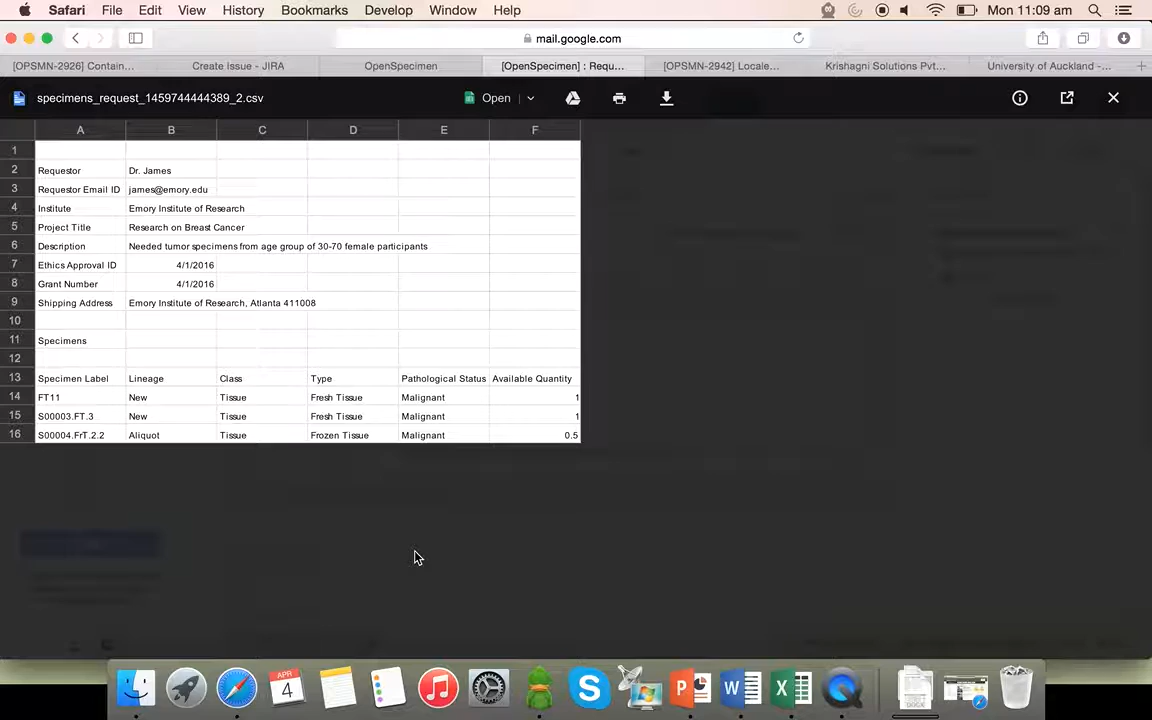 Safari File Edit View History Bookmarks Develop Window Help Mon 11:09 am
mail.google.com
[OPSMN-2926] Contain... Create Issue - JIRA OpenSpecimen [OpenSpecimen] : Requ... [OPSMN-2942] Locale... Krishagni Solutions Pvt... University of Auckland -...
specimens_request_1459744444389_2.csv Open
A B C D E F
1
2 Requestor Dr. James
3 Requestor Email ID james@emory.edu
4 Institute Emory Institute of Research
5 Project Title Research on Breast Cancer
6 Description Needed tumor specimens from age group of 30-70 female participants
7 Ethics Approval ID 4/1/2016
8 Grant Number 4/1/2016
9 Shipping Address Emory Institute of Research, Atlanta 411008
10
11 Specimens
12
13 Specimen Label Lineage Class Type Pathological Status Available Quantity
14 FT11 New Tissue Fresh Tissue Malignant 1
15 S00003.FT.3 New Tissue Fresh Tissue Malignant 1
16 S00004.FrT.2.2 Aliquot Tissue Frozen Tissue Malignant 0.5
APR
4